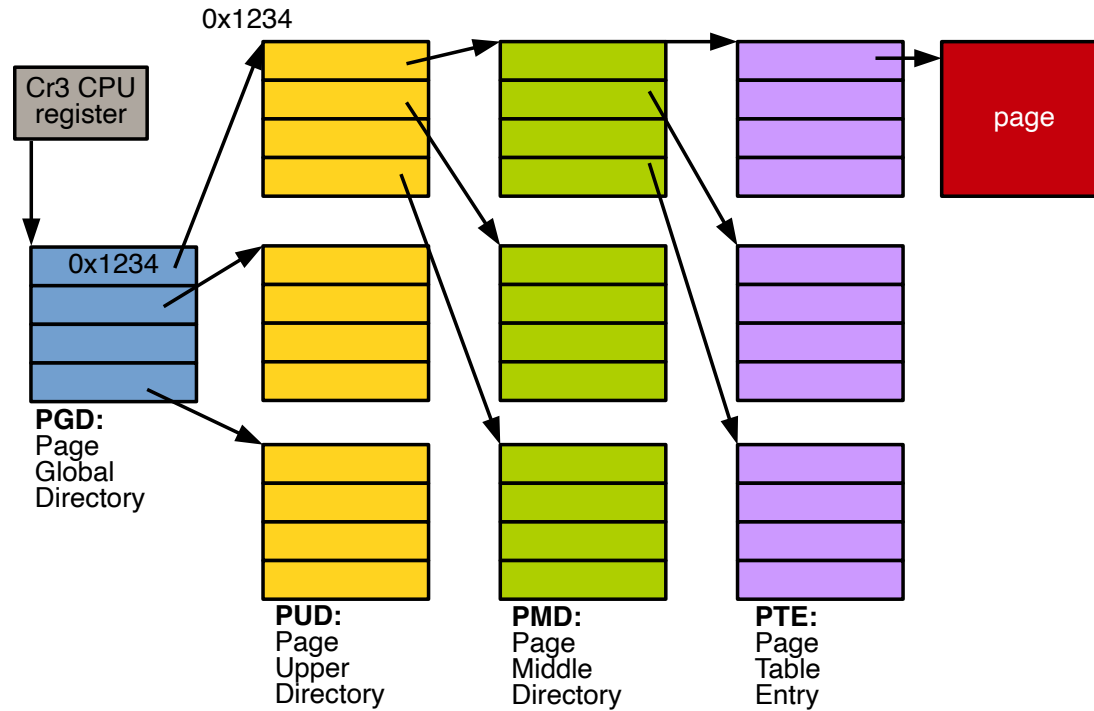 0x1234
Cr3 CPU
register
page
0x1234
PGD:
Page
Global
Directory
PUD:
Page
Upper
Directory
PMD:
Page
Middle
Directory
PTE:
Page
Table
Entry